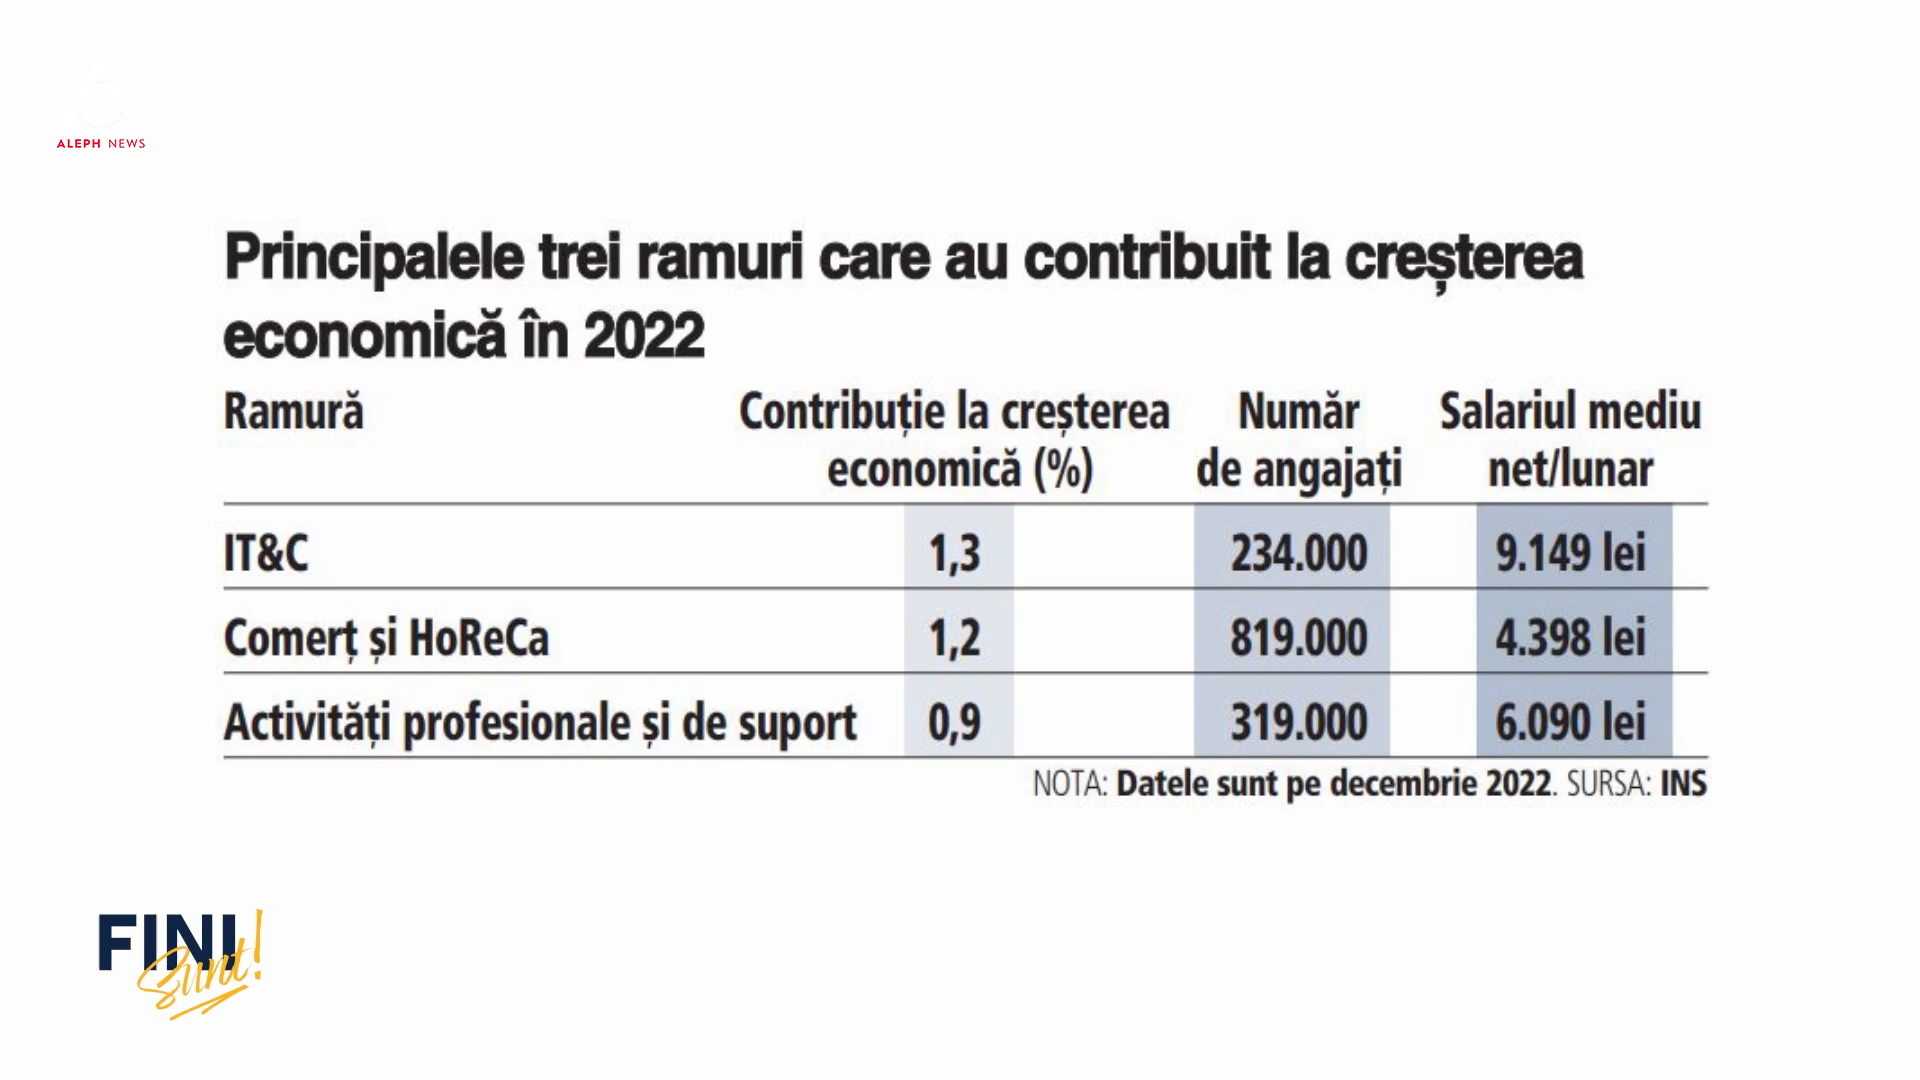 ALEPH NEWS
Principalele trei ramuri care au contribuit la creșterea
economică în 2022
Ramură Contribuție la creșterea Număr Salariul mediu
economică (%) de angajați net/lunar
IT&C 1,3 234.000 9.149 lei
Comerț și HoReCa 1,2 819.000 4.398 lei
Activități profesionale și de suport 0,9 319.000 6.090 lei
NOTA: Datele sunt pe decembrie 2022. SURSA: INS
FINI
Sunt!